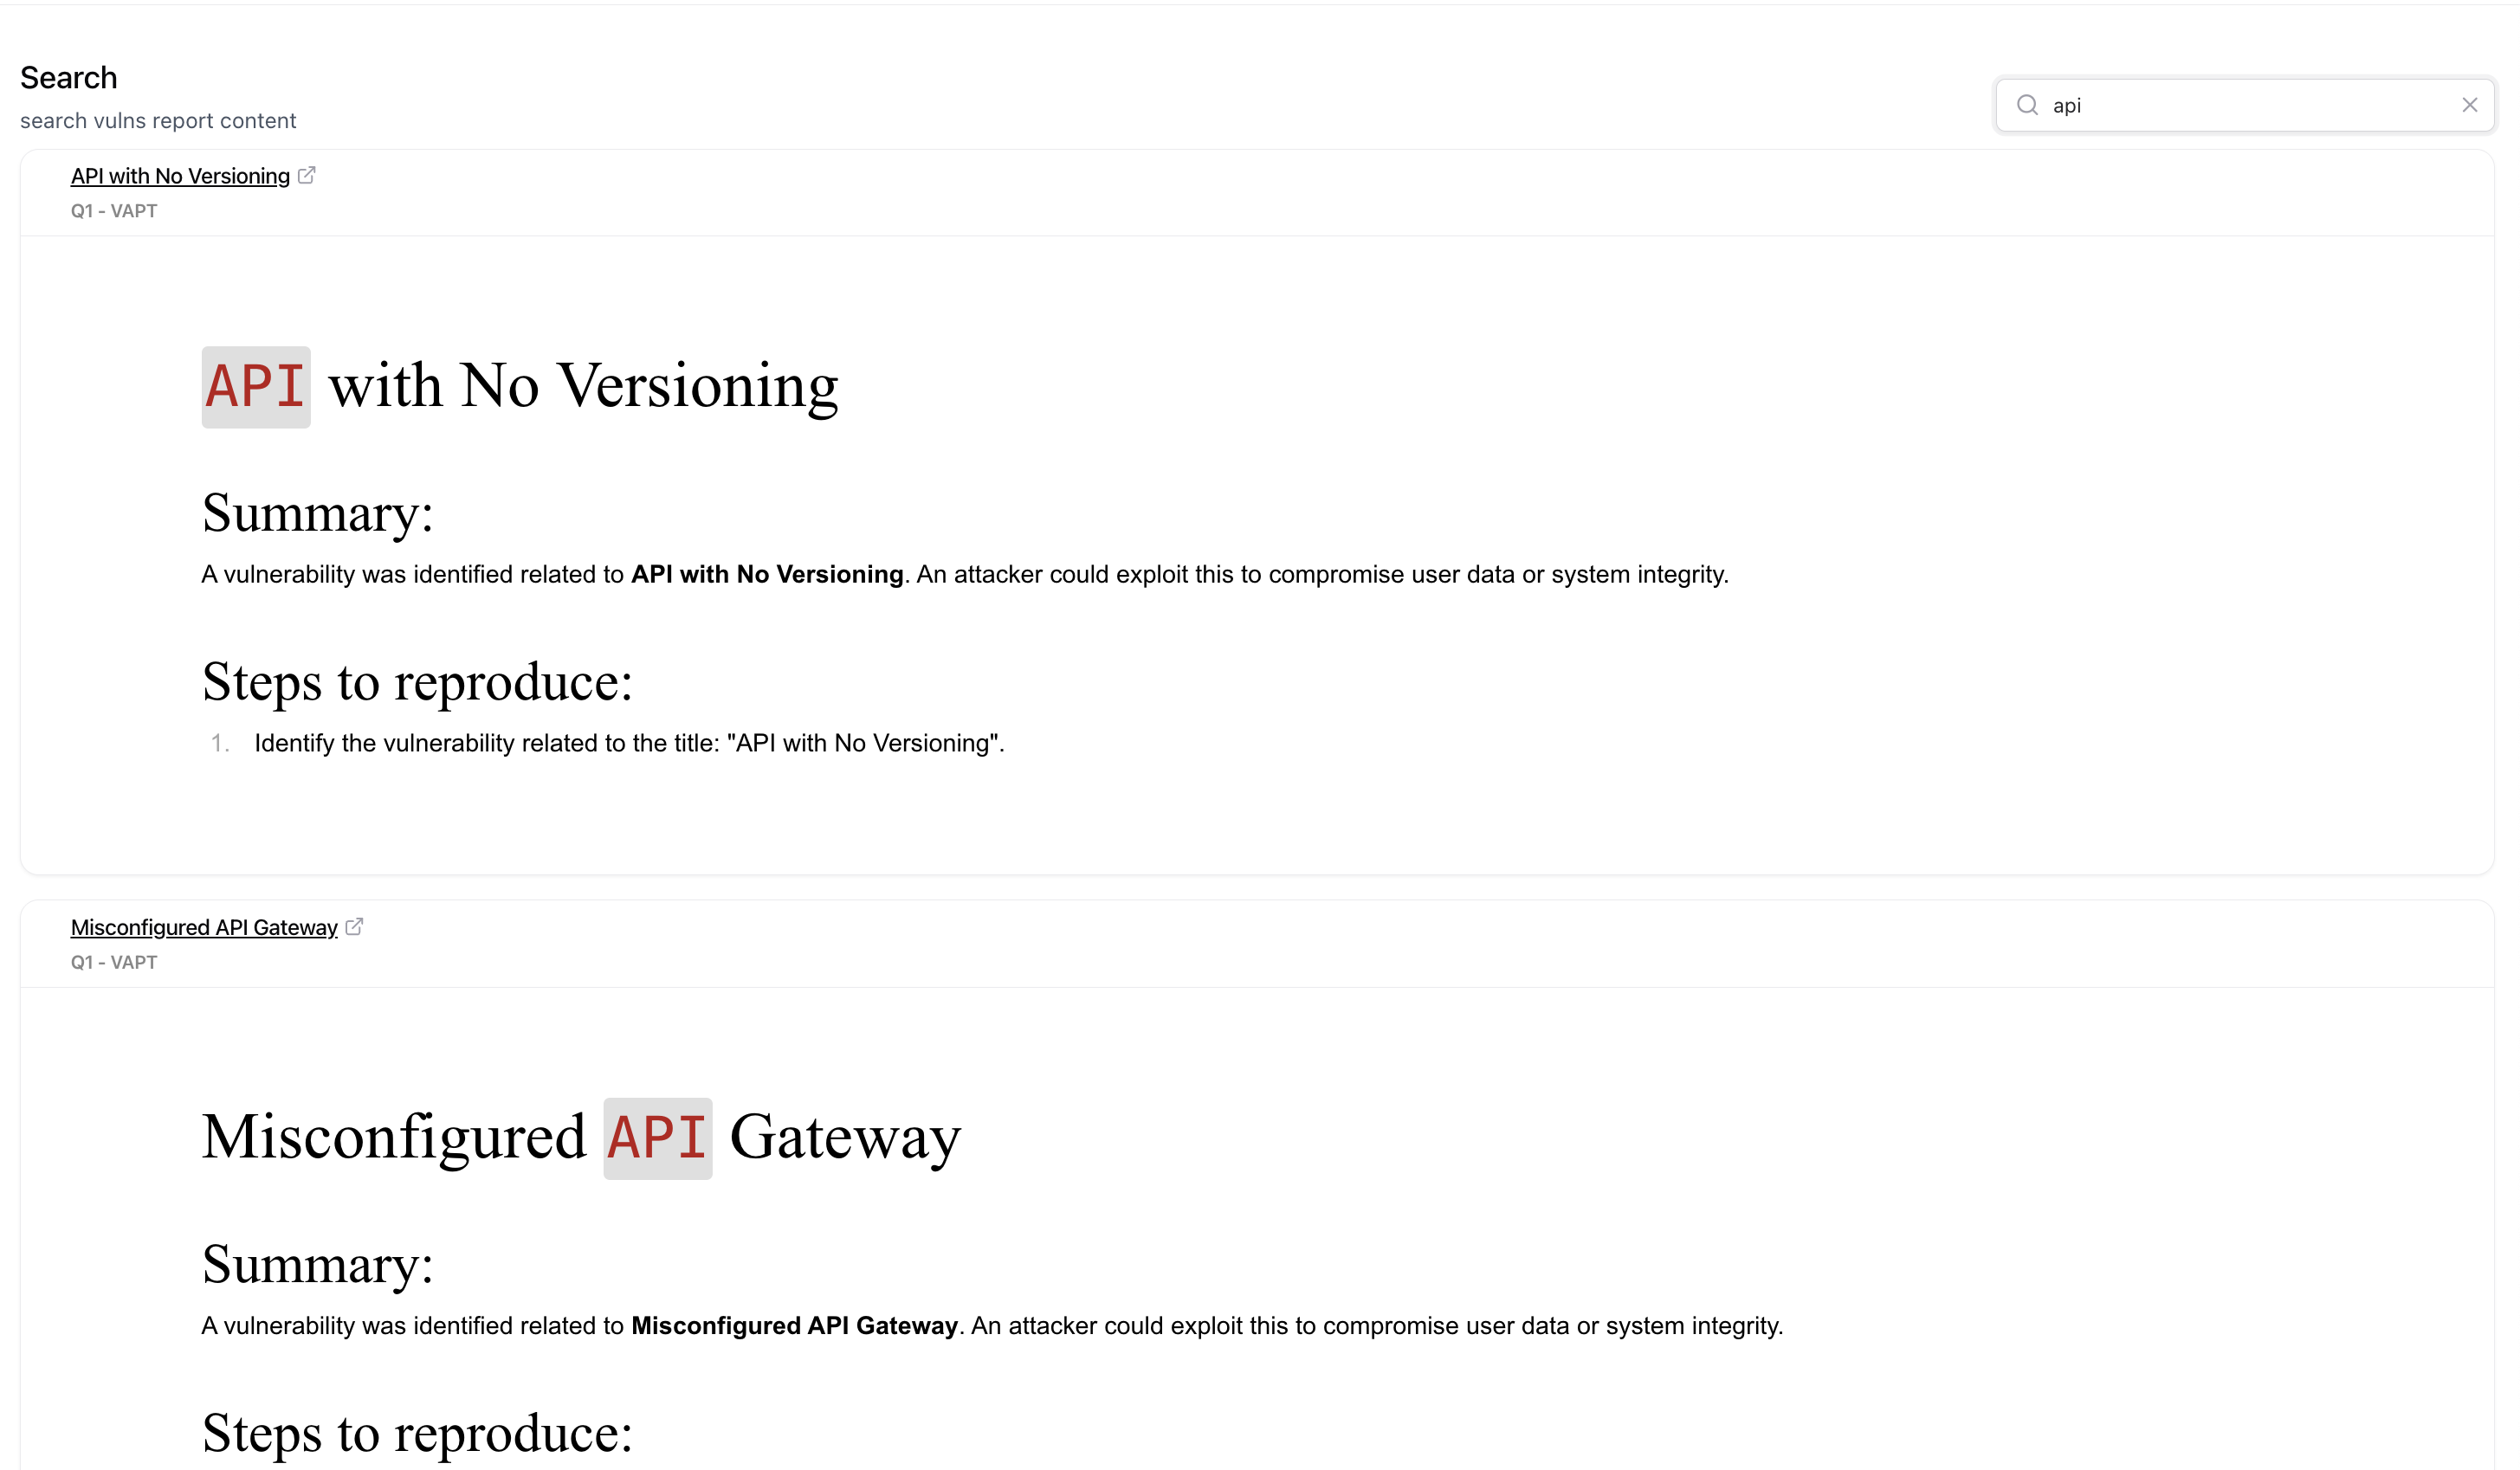 Search
search vulns report content
api
API with No Versioning
Q1 - VAPT
API with No Versioning
Summary:
A vulnerability was identified related to API with No Versioning. An attacker could exploit this to compromise user data or system integrity.
Steps to reproduce:
1. Identify the vulnerability related to the title: "API with No Versioning".
Misconfigured API Gateway
Q1 - VAPT
Misconfigured API Gateway
Summary:
A vulnerability was identified related to Misconfigured API Gateway. An attacker could exploit this to compromise user data or system integrity.
Steps to reproduce: